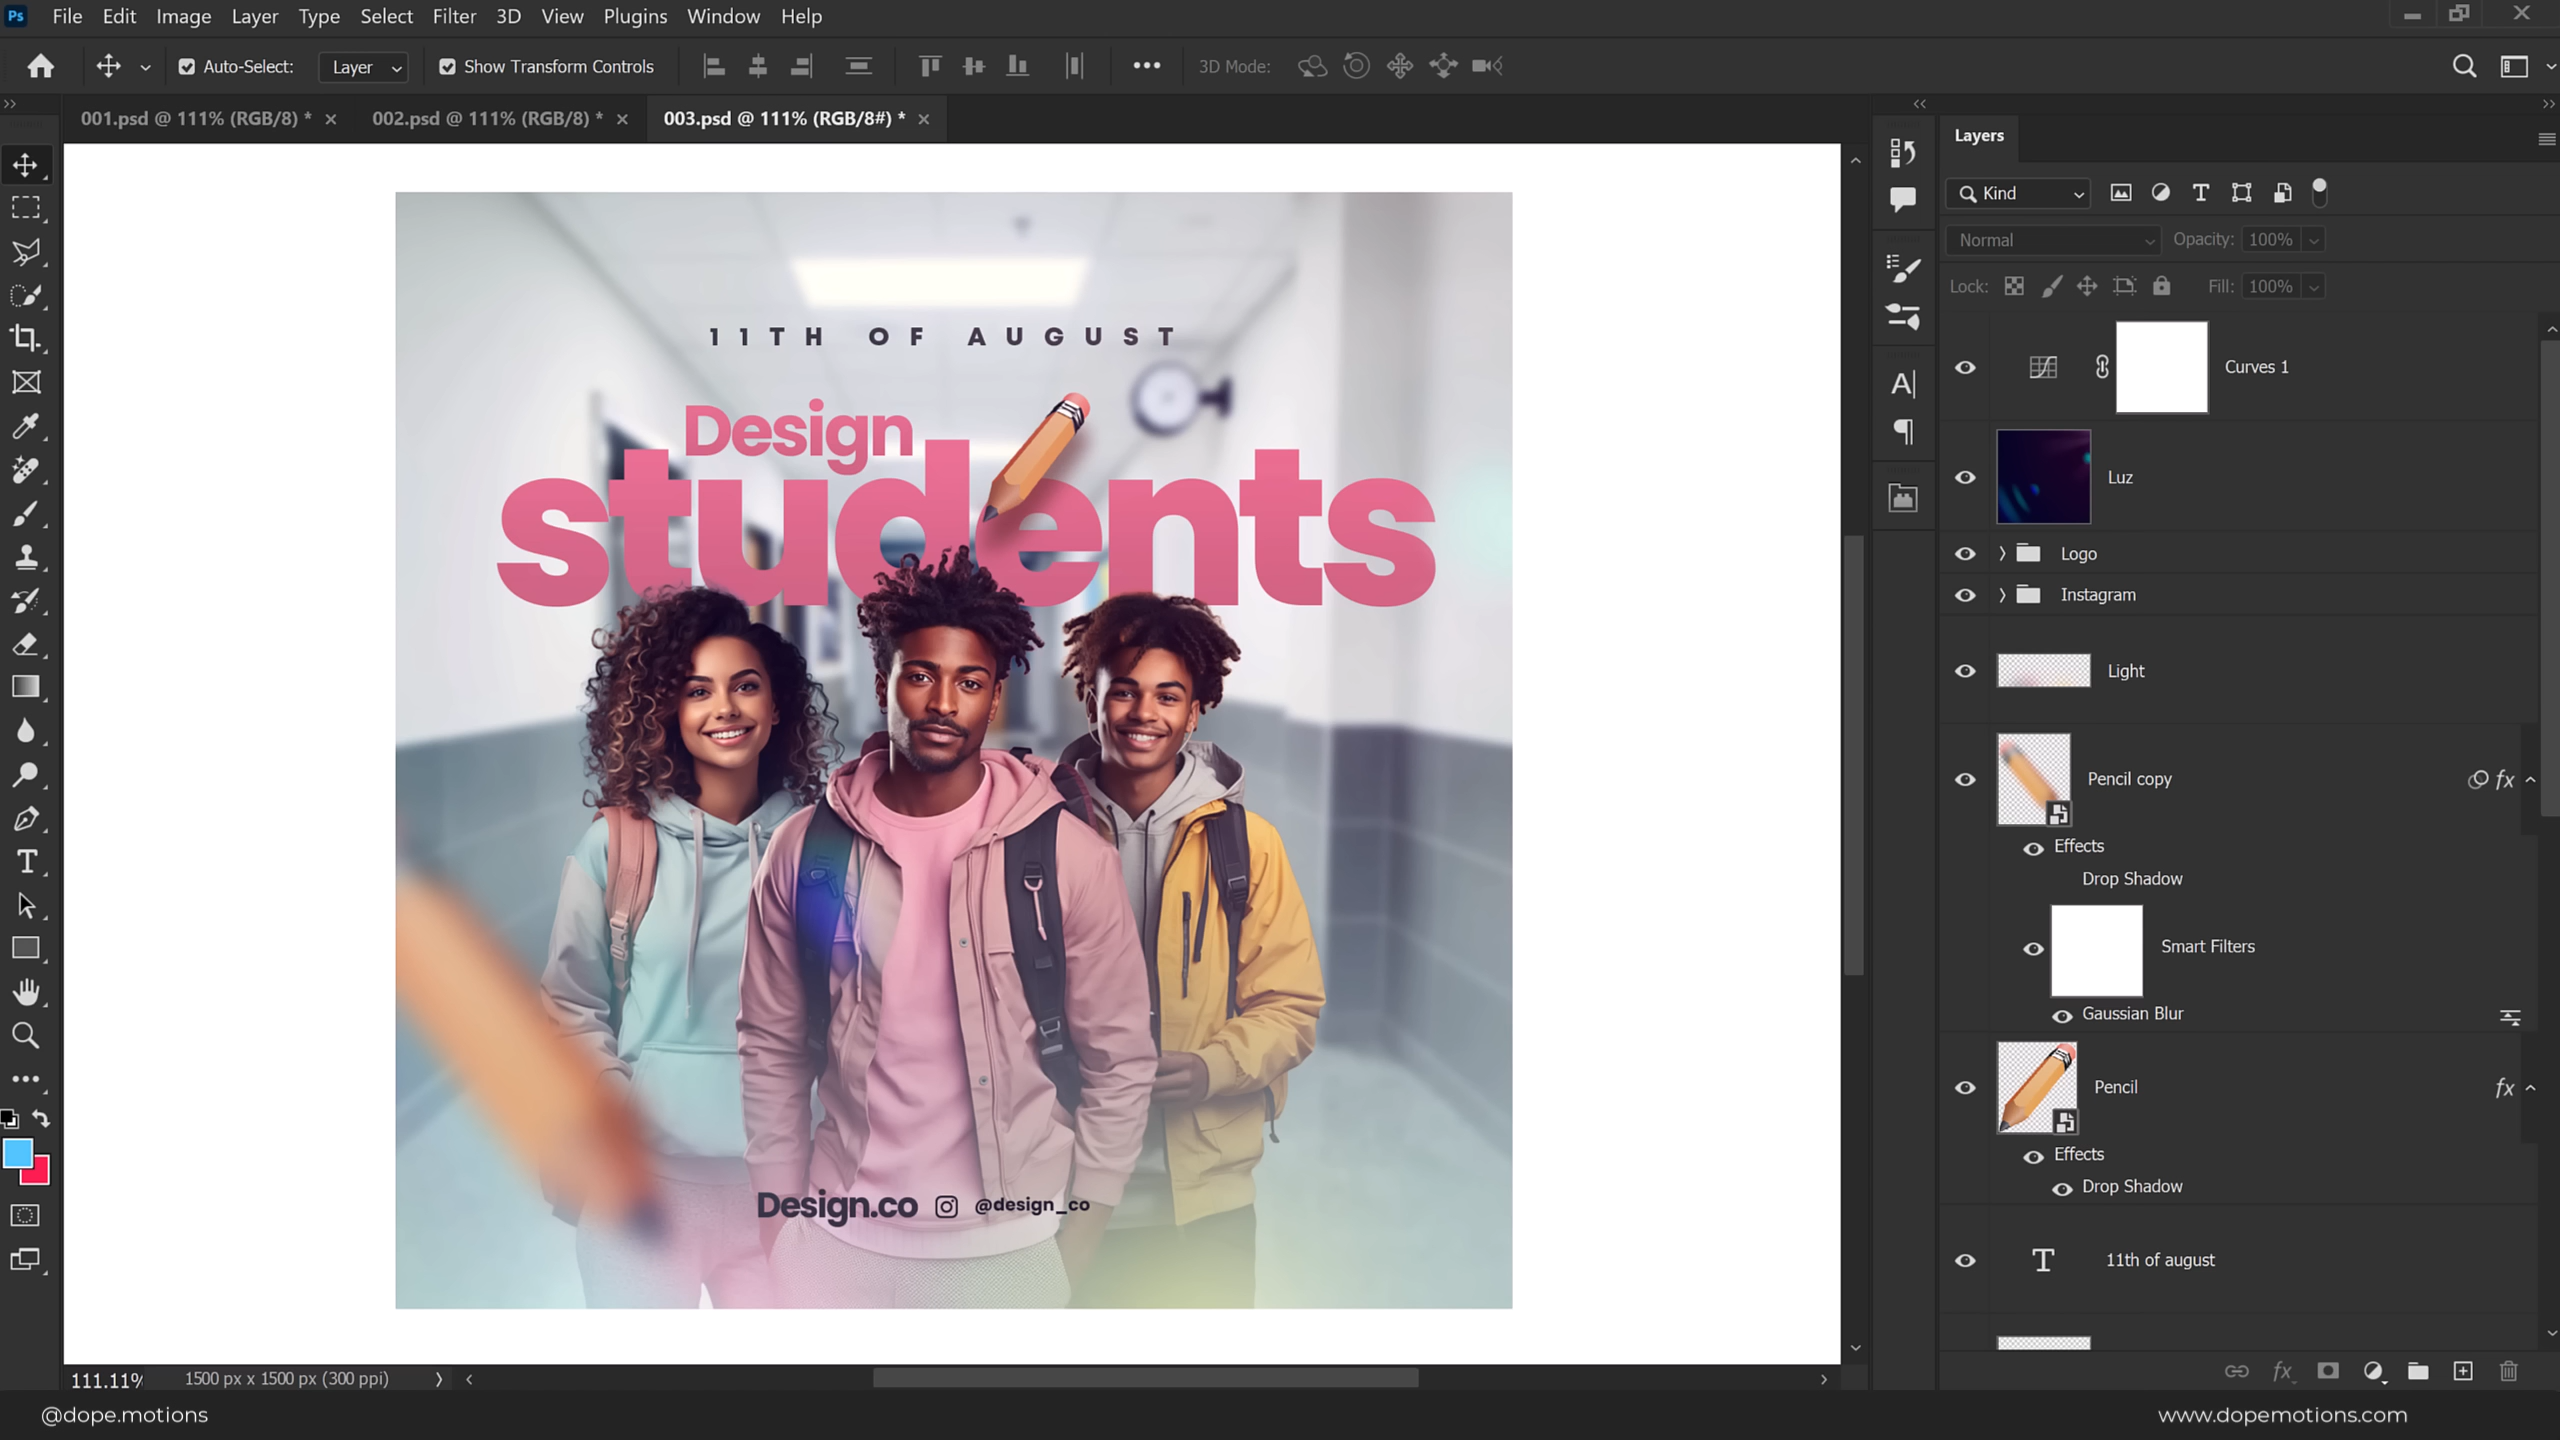 Ps File Edit Image Layer Type Select Filter 3D View Plugins Window Help
Auto-Select: Layer Show Transform Controls 3D Mode:
001.psd @ 111% (RGB/8) * 002.psd @ 111% (RGB/8) * 003.psd @ 111% (RGB/8#) *
11TH OF AUGUST
Design
students
Design.co @design_co
111.11% 1500 px x 1500 px (300 ppi)
Layers
Kind
Normal Opacity: 100%
Lock: Fill: 100%
Curves 1
Luz
Logo
Instagram
Light
Pencil copy fx
Effects
Drop Shadow
Smart Filters
Gaussian Blur
Pencil fx
Effects
Drop Shadow
T 11th of august
fx
@dope.motions
www.dopemotions.com